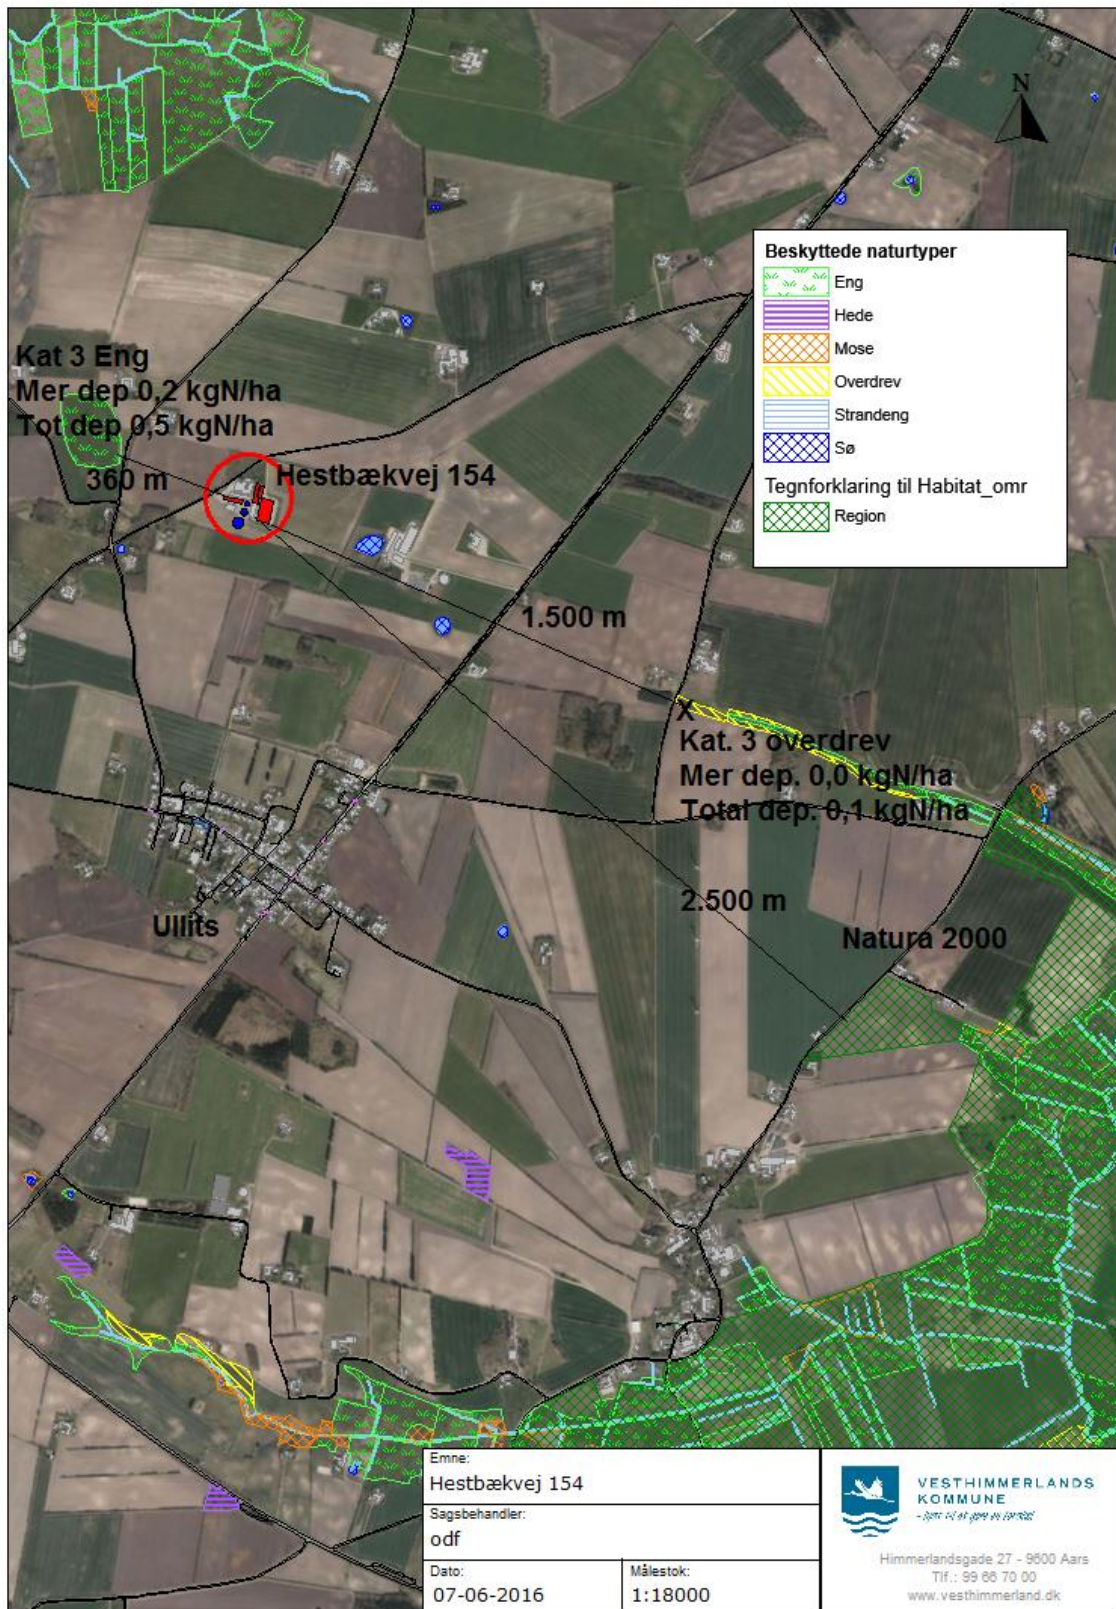 N
Beskyttede naturtyper
Eng
Hede
Mose
Overdrev
Strandeng
Sø
Tegnforklaring til Habitat_omr
Region
Kat 3 Eng
Mer dep 0,2 kgN/ha
Tot dep 0,5 kgN/ha
360 m
Hestbækvej 154
1.500 m
X
Kat. 3 overdrev
Mer dep. 0,0 kgN/ha
Total dep. 0,1 kgN/ha
2.500 m
Ullits
Natura 2000
Emne:
Hestbækvej 154
Sagsbehandler:
odf
Dato:
07-06-2016
Målestok:
1:18000
VESTHIMMERLANDS
KOMMUNE
Himmerlandsgade 27 - 9600 Aars
Tlf.: 99 66 70 00
www.vesthimmerland.dk